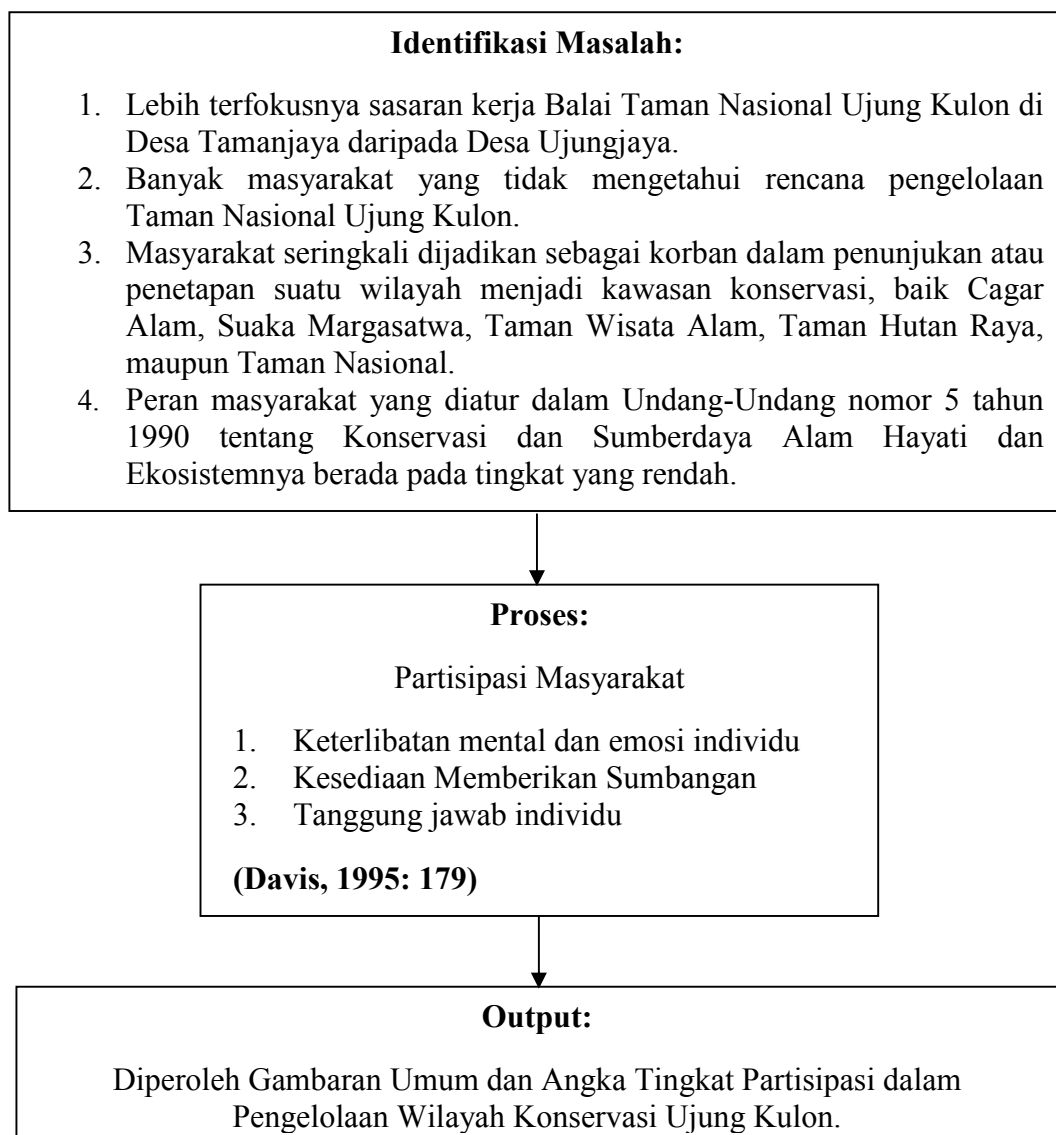 Identifikasi Masalah:
1. Lebih terfokusnya sasaran kerja Balai Taman Nasional Ujung Kulon di
Desa Tamanjaya daripada Desa Ujungjaya.
2. Banyak masyarakat yang tidak mengetahui rencana pengelolaan
Taman Nasional Ujung Kulon.
3. Masyarakat seringkali dijadikan sebagai korban dalam penunjukan atau
penetapan suatu wilayah menjadi kawasan konservasi, baik Cagar
Alam, Suaka Margasatwa, Taman Wisata Alam, Taman Hutan Raya,
maupun Taman Nasional.
4. Peran masyarakat yang diatur dalam Undang-Undang nomor 5 tahun
1990 tentang Konservasi dan Sumberdaya Alam Hayati dan
Ekosistemnya berada pada tingkat yang rendah.
Proses:
Partisipasi Masyarakat
1. Keterlibatan mental dan emosi individu
2. Kesediaan Memberikan Sumbangan
3. Tanggung jawab individu
(Davis, 1995: 179)
Output:
Diperoleh Gambaran Umum dan Angka Tingkat Partisipasi dalam
Pengelolaan Wilayah Konservasi Ujung Kulon.